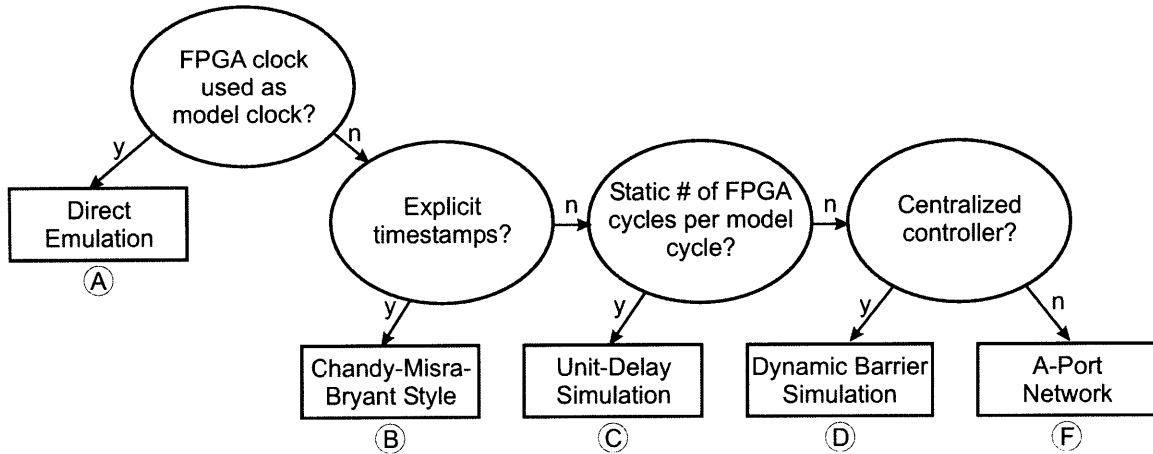 FPGA clock
used as
model clock?
y
n
Direct
Emulation
A
Explicit
timestamps?
n
y
Chandy-Misra-
Bryant Style
B
Static # of FPGA
cycles per model
cycle?
n
y
Unit-Delay
Simulation
C
Centralized
controller?
y
n
Dynamic Barrier
Simulation
D
A-Port
Network
F